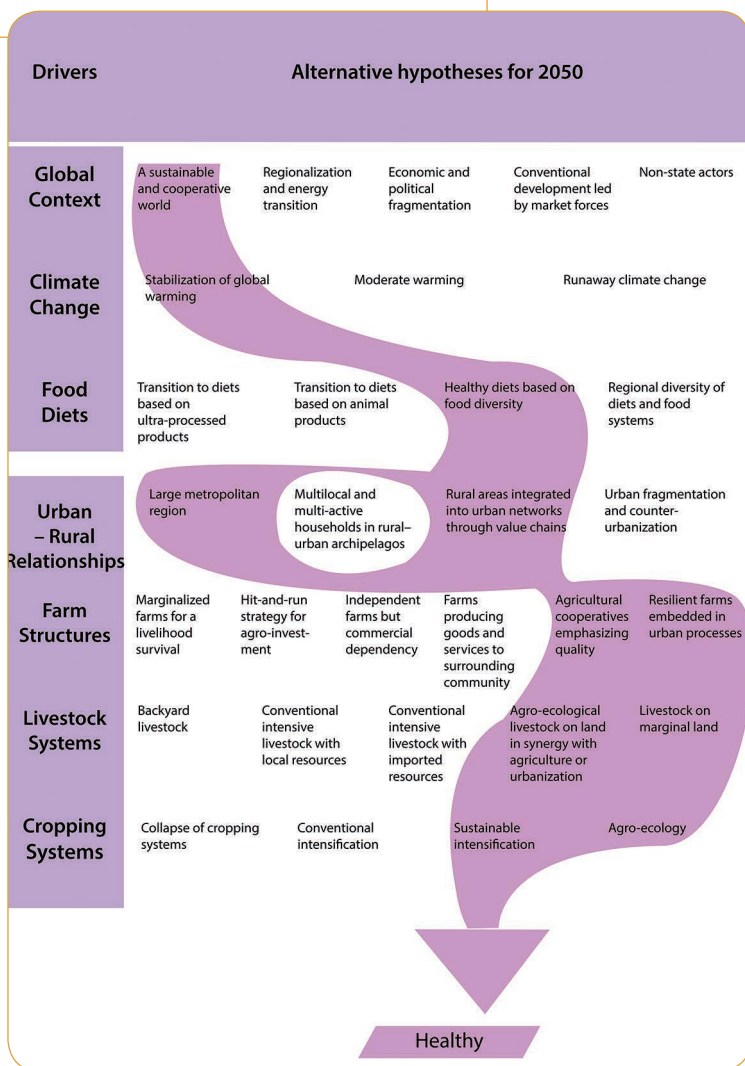 Drivers
Alternative hypotheses for 2050
Global
Context
A sustainable
and cooperative
world
Regionalization
and energy
transition
Economic and
political
fragmentation
Conventional
development led
by market forces
Non-state actors
Climate
Change
Stabilization of global
warming
Moderate warming
Runaway climate change
Food
Diets
Transition to diets
based on
ultra-processed
products
Transition to diets
based on animal
products
Healthy diets based on
food diversity
Regional diversity of
diets and food
systems
Urban
– Rural
Relationships
Large metropolitan
region
Multilocal and
multi-active
households in rural–
urban archipelagos
Rural areas integrated
into urban networks
through value chains
Urban fragmentation
and counter-
urbanization
Farm
Structures
Marginalized
farms for a
livelihood
survival
Hit-and-run
strategy for
agro-invest-
ment
Independent
farms but
commercial
dependency
Farms
producing
goods and
services to
surrounding
community
Agricultural
cooperatives
emphasizing
quality
Resilient farms
embedded in
urban processes
Livestock
Systems
Backyard
livestock
Conventional
intensive
livestock with
local resources
Conventional
intensive
livestock with
imported
resources
Agro-ecological
livestock on land
in synergy with
agriculture or
urbanization
Livestock on
marginal land
Cropping
Systems
Collapse of cropping
systems
Conventional
intensification
Sustainable
intensification
Agro-ecology
Healthy